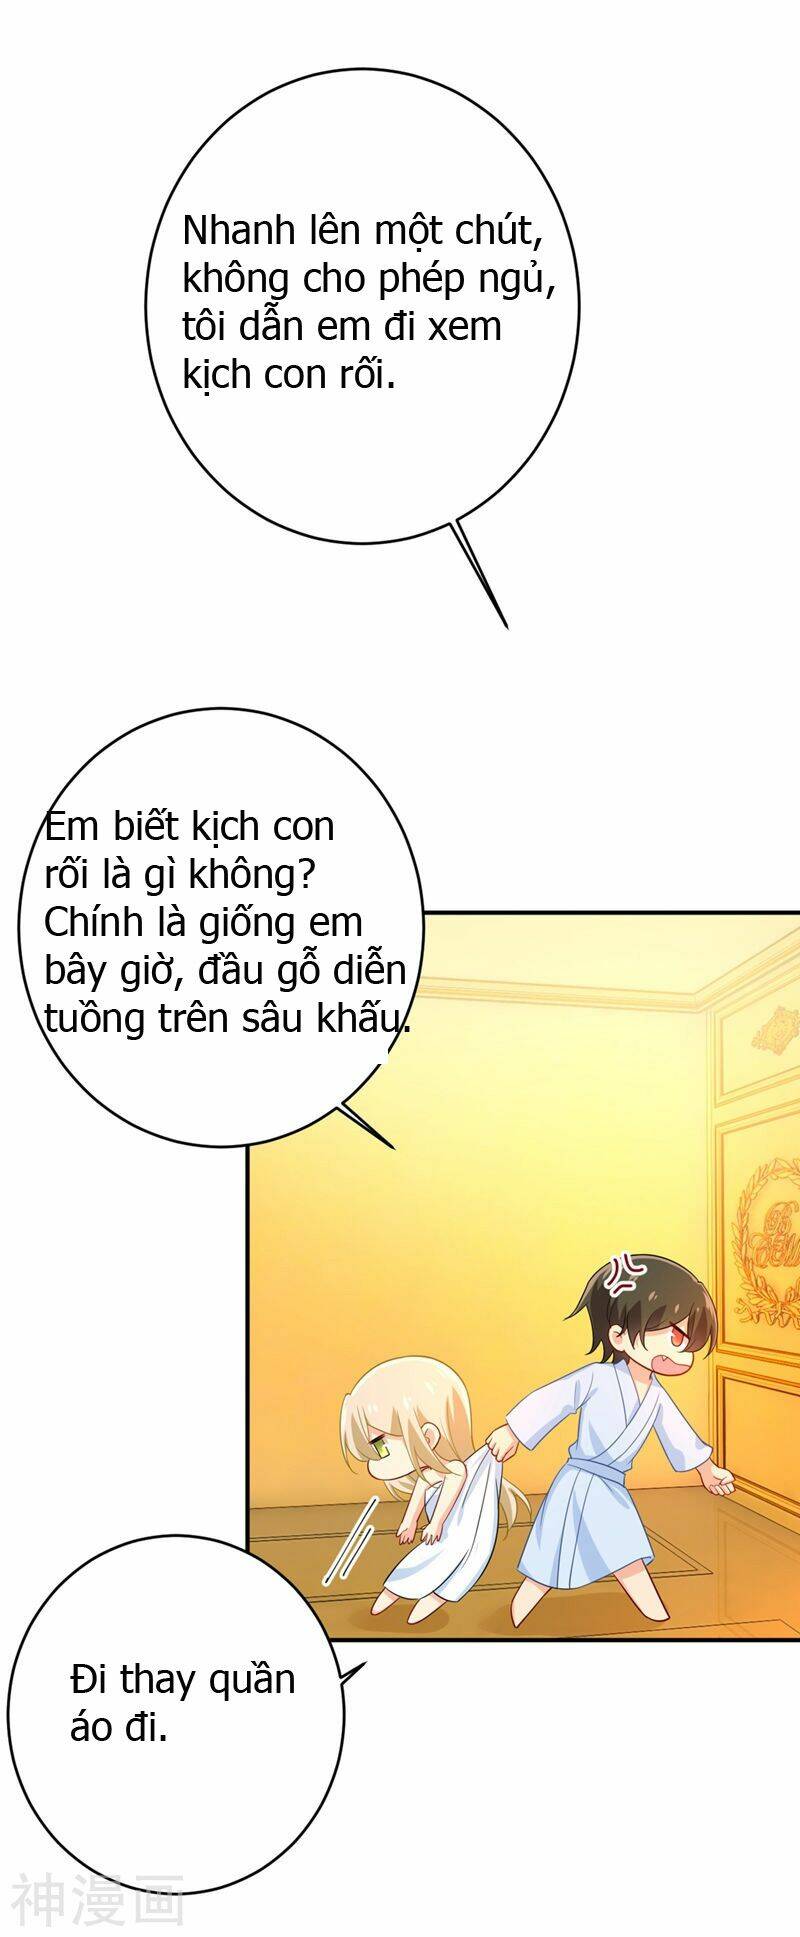 Nhanh lên một chút,
không cho phép ngủ,
tôi dẫn em đi xem
kịch con rối.
Em biết kịch con
rối là gì không?
Chính là giống em
bây giờ, đầu gỗ diễn
tuồng trên sâu khấu.
Đi thay quần
áo đi.
神漫画